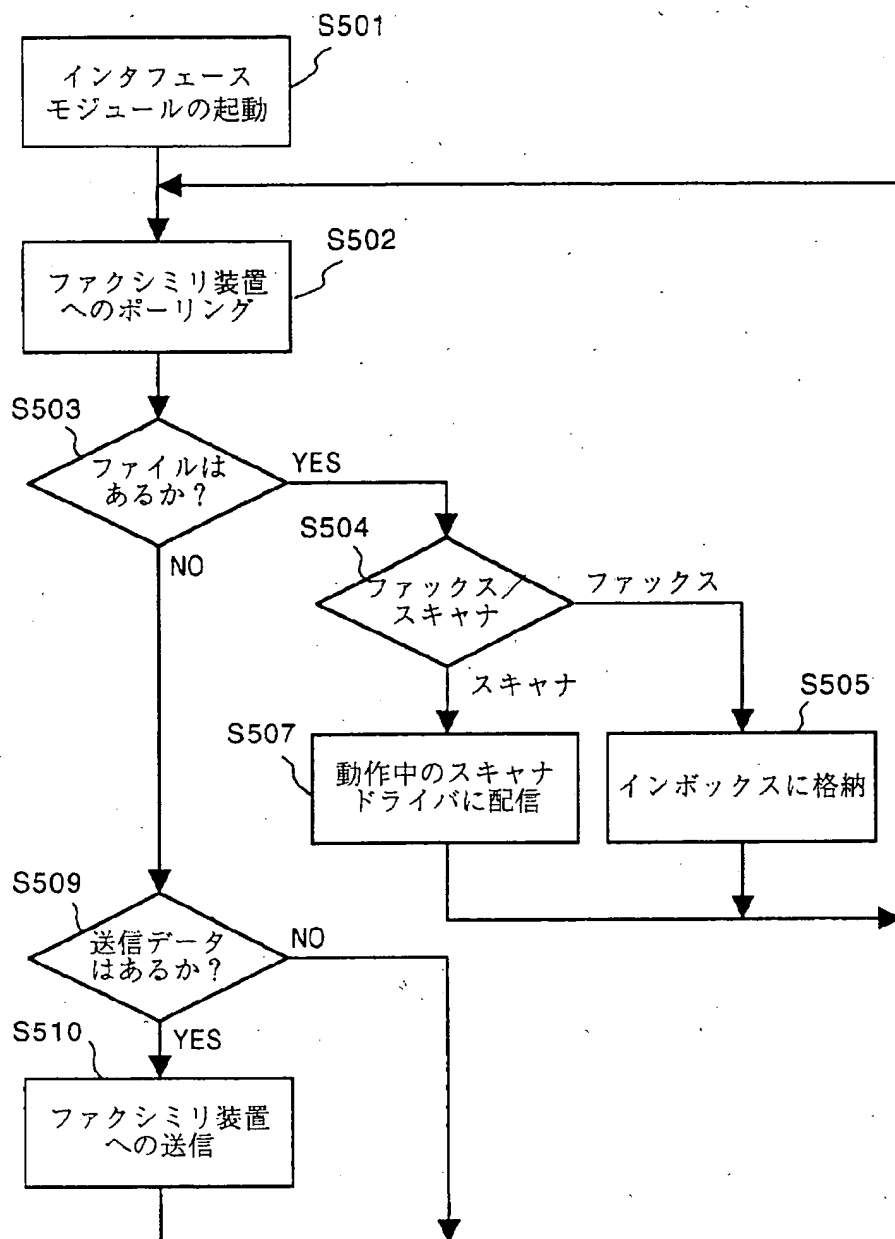 S501
インタフェース
モジュールの起動
S502
ファクシミリ装置
へのポーリング
S503
ファイルは
あるか？
YES
NO
S504
ファックス／
スキャナ
ファックス
スキャナ
S505
インボックスに格納
S507
動作中のスキャナ
ドライバに配信
S509
送信データ
はあるか？
NO
YES
S510
ファクシミリ装置
への送信